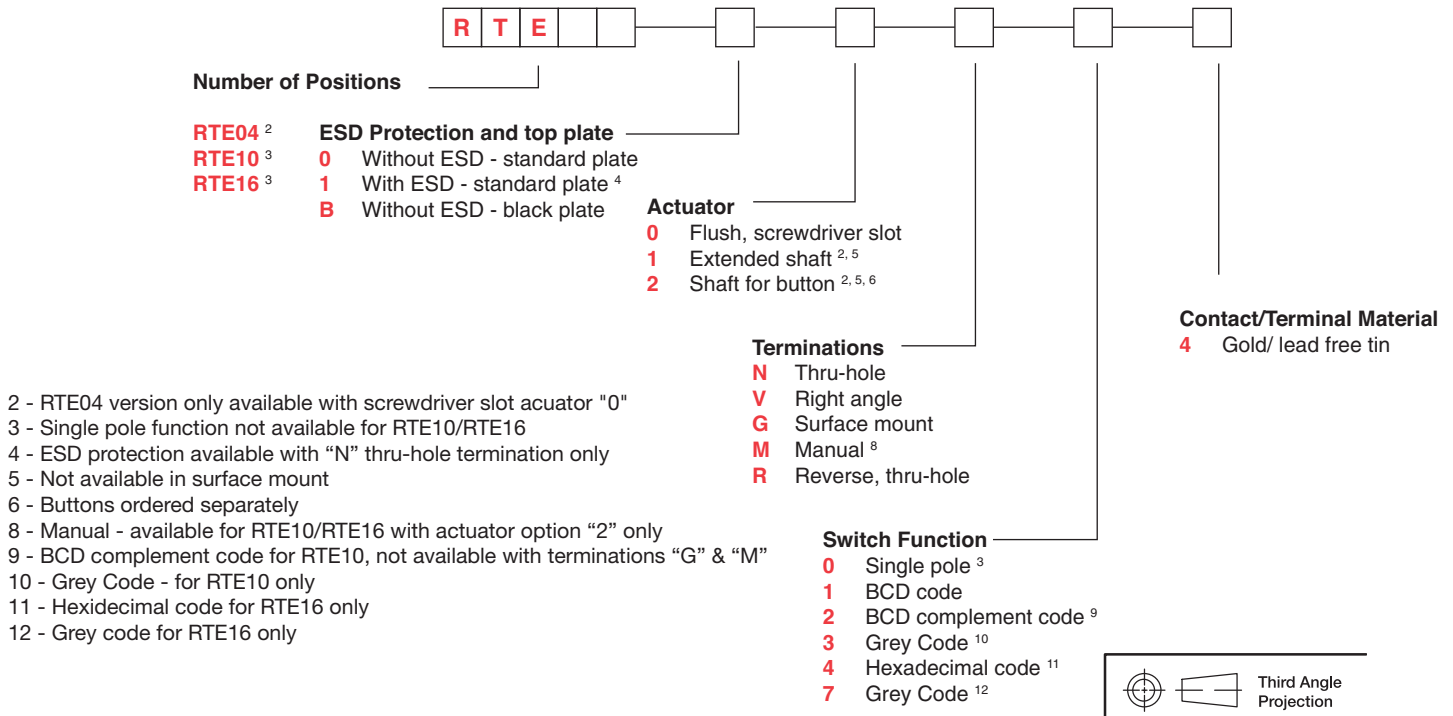 R T E
Number of Positions
RTE04 2
RTE10 3
RTE16 3
ESD Protection and top plate
0 Without ESD - standard plate
1 With ESD - standard plate 4
B Without ESD - black plate
Actuator
0 Flush, screwdriver slot
1 Extended shaft 2, 5
2 Shaft for button 2, 5, 6
Terminations
N Thru-hole
V Right angle
G Surface mount
M Manual 8
R Reverse, thru-hole
Switch Function
0 Single pole 3
1 BCD code
2 BCD complement code 9
3 Grey Code 10
4 Hexadecimal code 11
7 Grey Code 12
Contact/Terminal Material
4 Gold/ lead free tin
2 - RTE04 version only available with screwdriver slot acuator "0"
3 - Single pole function not available for RTE10/RTE16
4 - ESD protection available with “N” thru-hole termination only
5 - Not available in surface mount
6 - Buttons ordered separately
8 - Manual - available for RTE10/RTE16 with actuator option “2” only
9 - BCD complement code for RTE10, not available with terminations “G” & “M”
10 - Grey Code - for RTE10 only
11 - Hexidecimal code for RTE16 only
12 - Grey code for RTE16 only
Third Angle
Projection